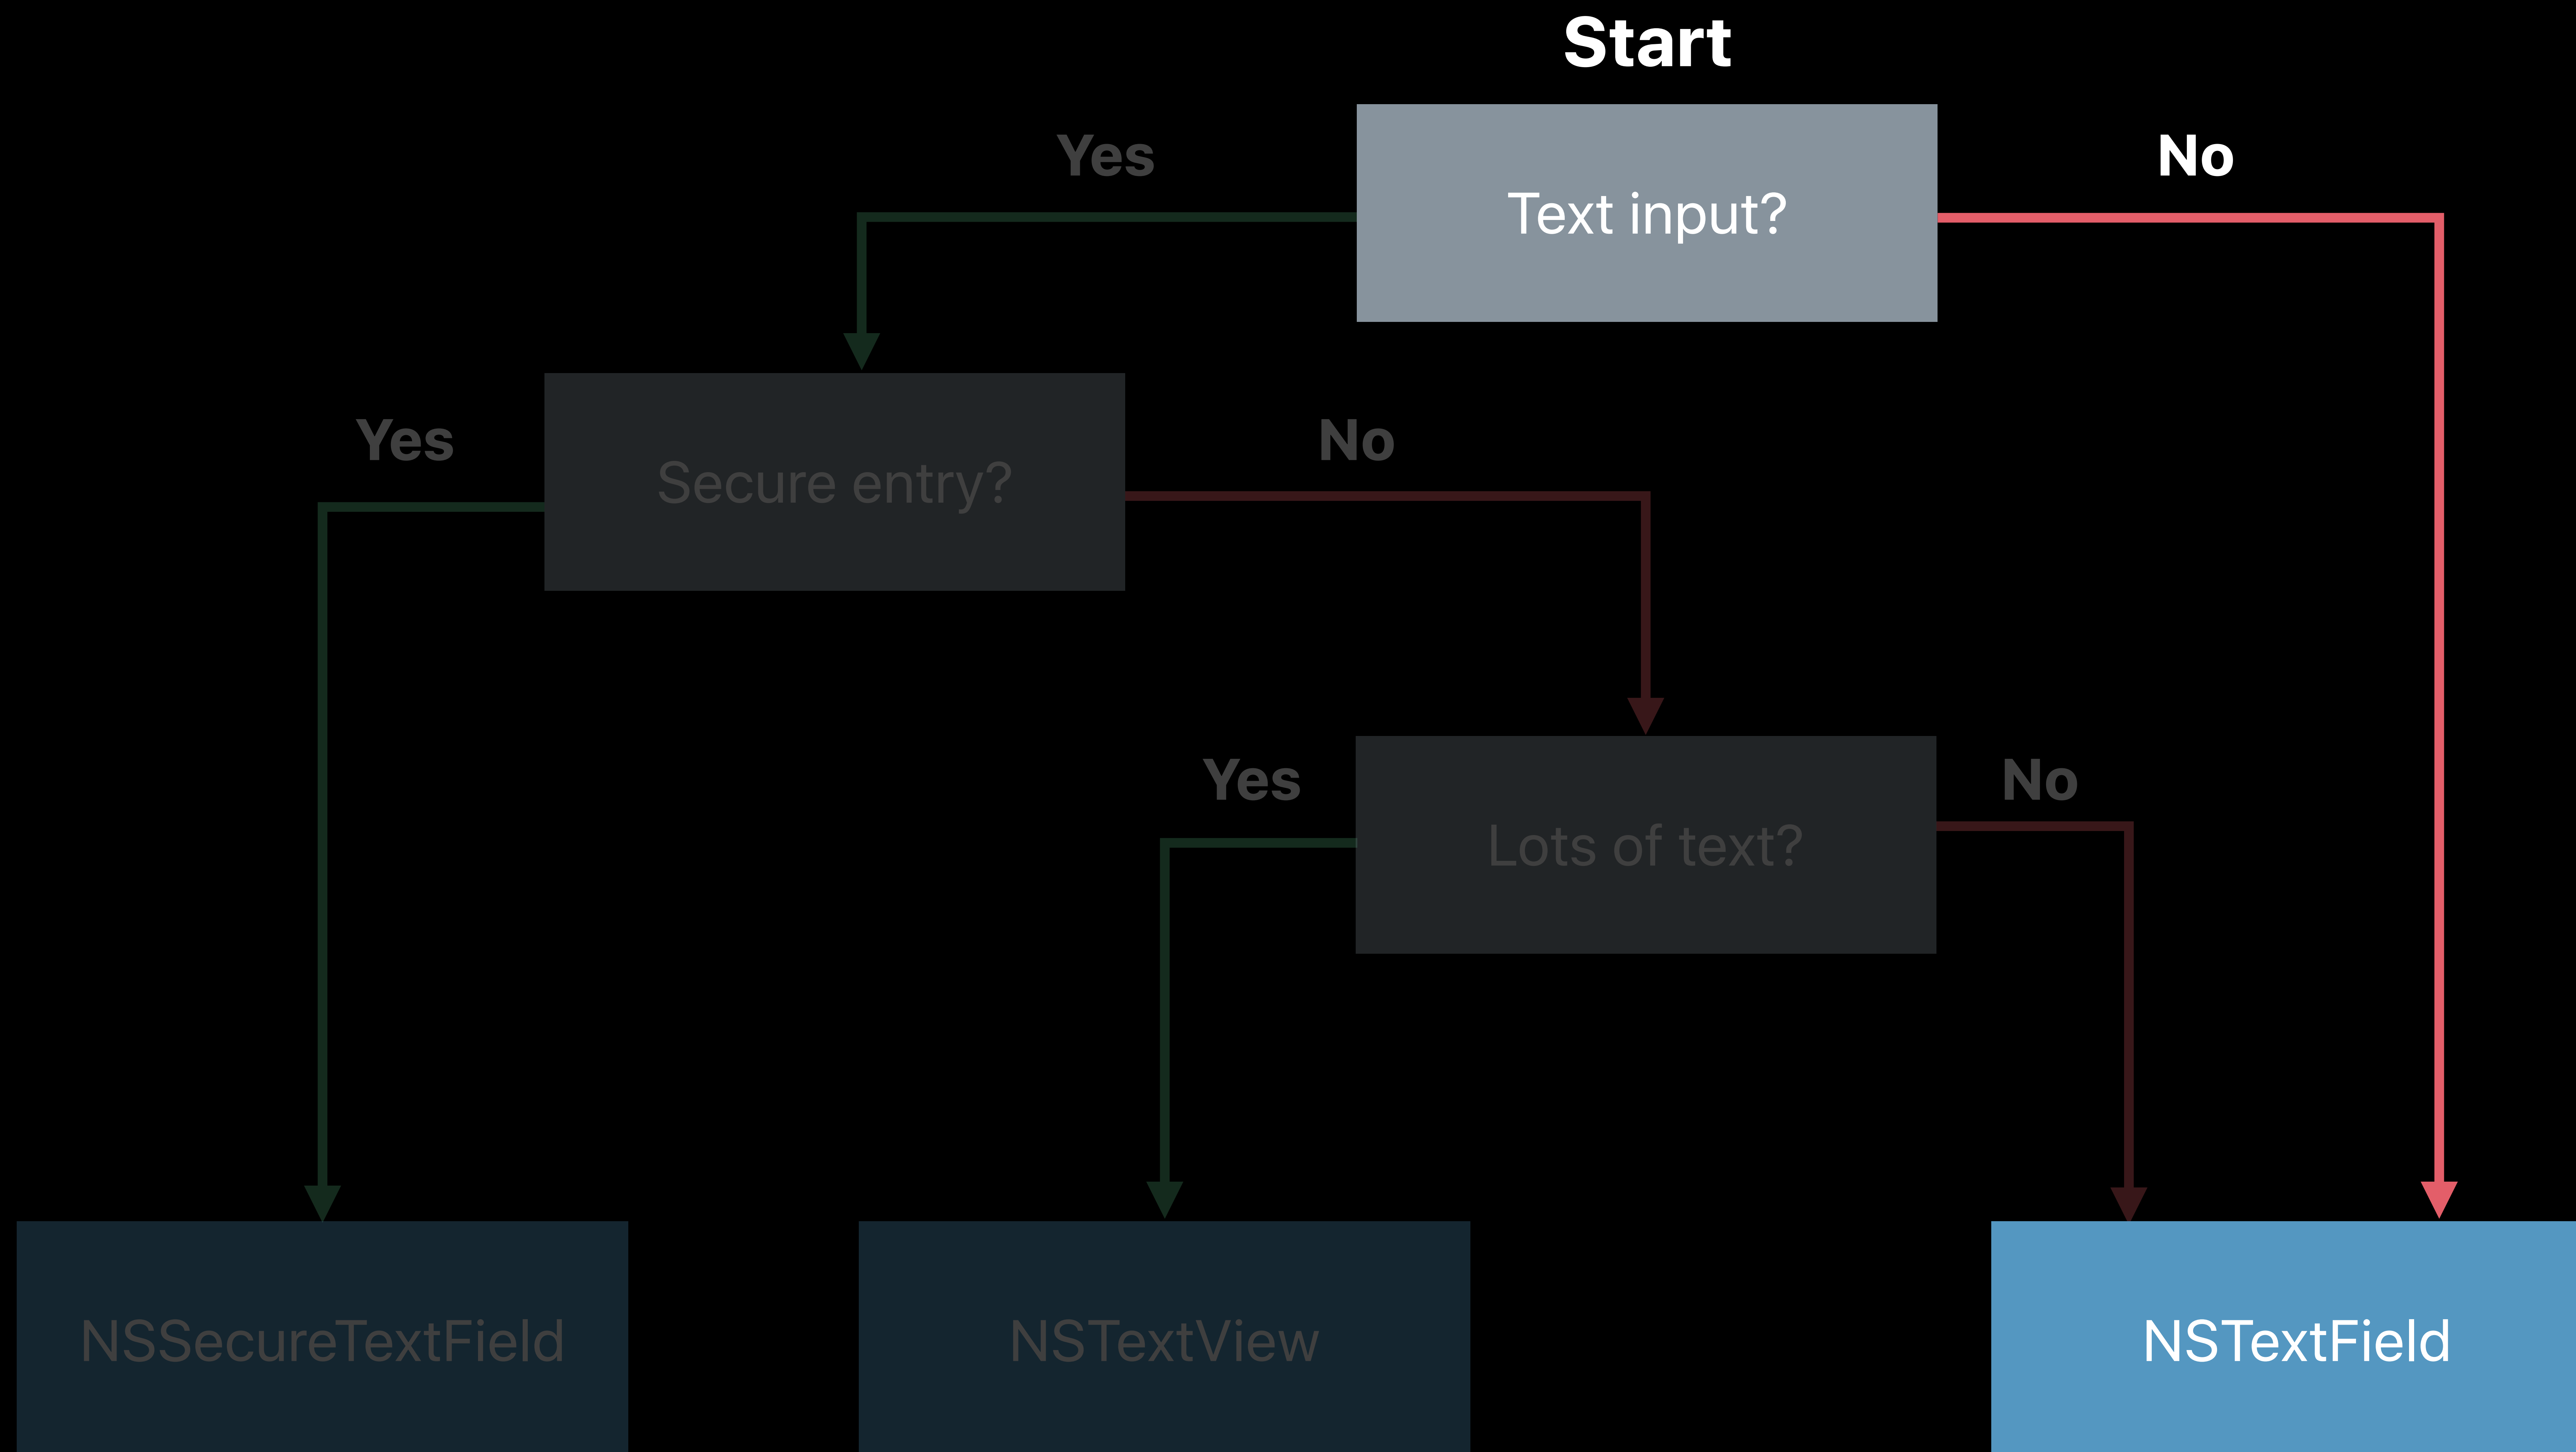 Start
Yes
Text input?
No
Yes
Secure entry?
No
Yes
Lots of text?
No
NSSecureTextField
NSTextView
NSTextField